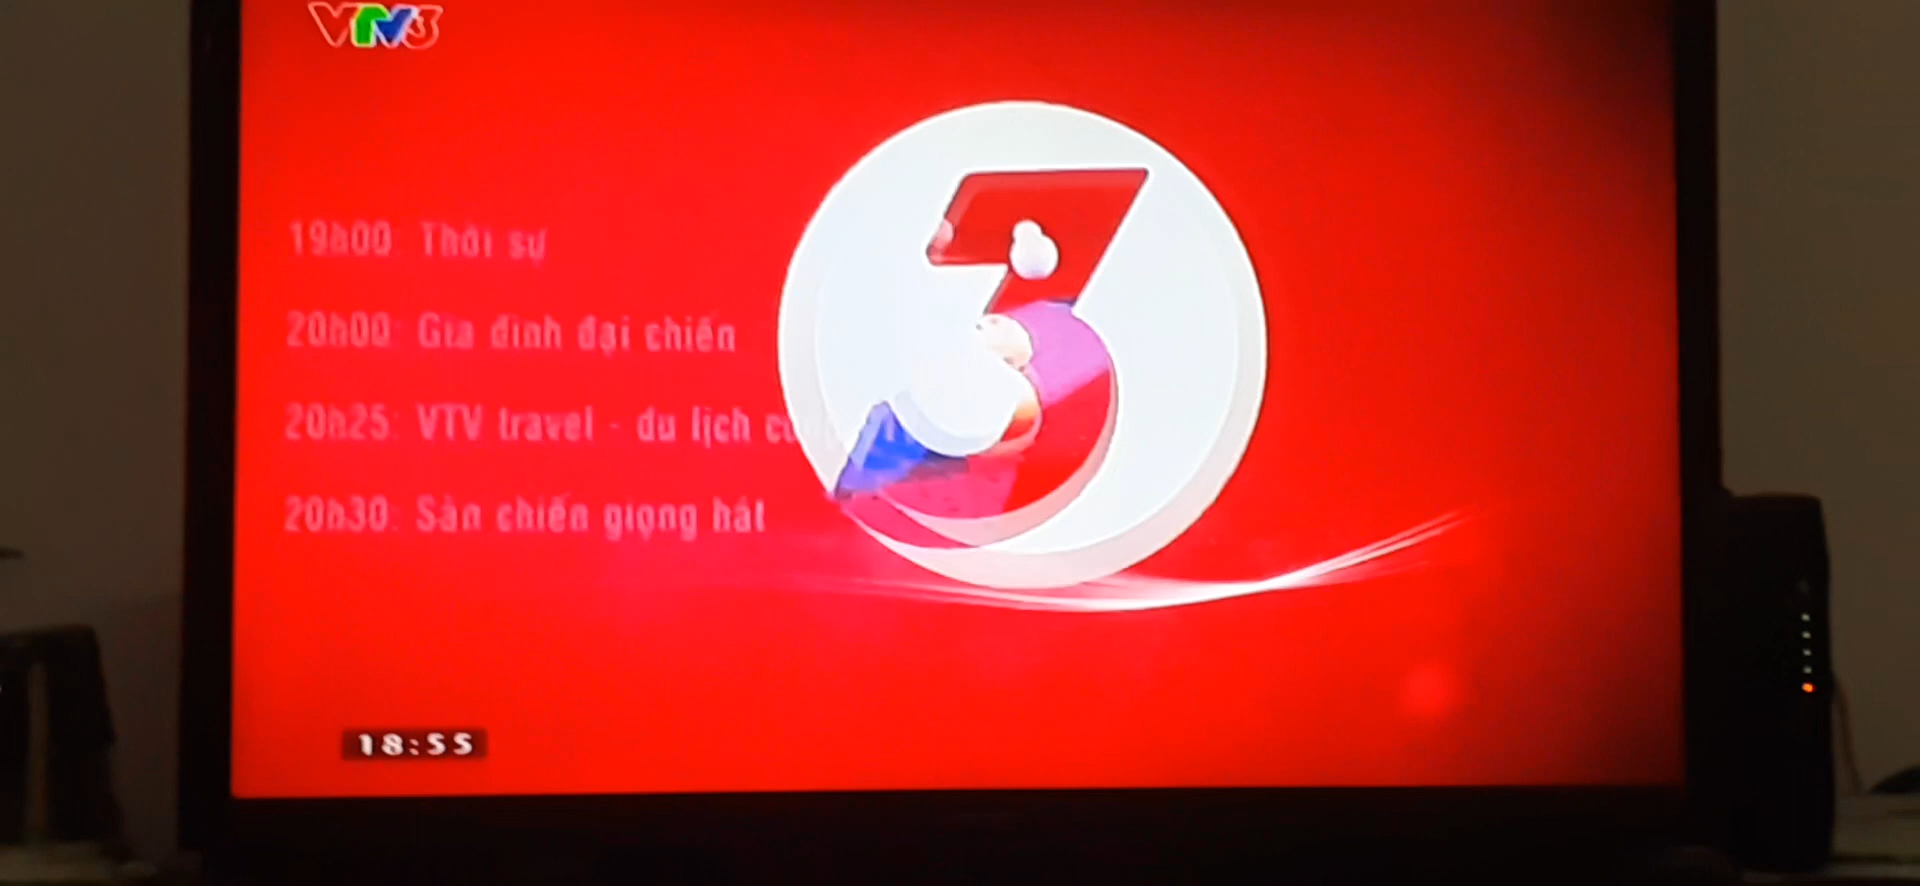 VTV3
19h00: Thời sự
20h00: Gia đình đại chiến
20h25: VTV travel - du lịch
20h30: Sàn chiến giọng hát
3
18:55